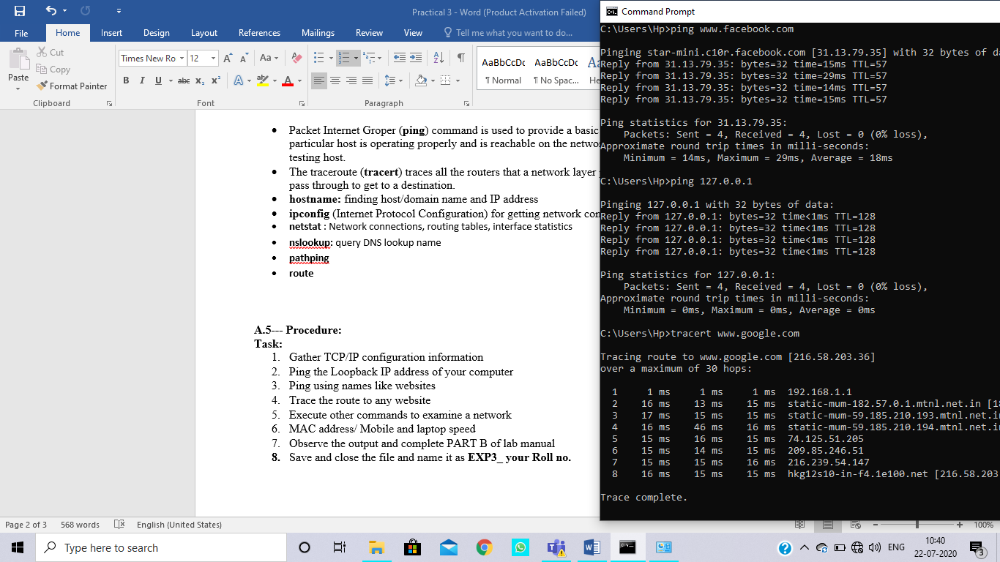 Practical 3 - Word (Product Activation Failed)
File Home Insert Design Layout References Mailings Review View Tell me what you want to do...
Paste
Cut
Copy
Format Painter
Clipboard
Times New Ro 12
Aa
B I U abc x₂ x² A ab A
Font
Paragraph
AaBbCcDc AaBbCcDc
¶ Normal ¶ No Spac...
• Packet Internet Groper (ping) command is used to provide a basic
particular host is operating properly and is reachable on the netwo
testing host.
• The traceroute (tracert) traces all the routers that a network layer
pass through to get to a destination.
• hostname: finding host/domain name and IP address
• ipconfig (Internet Protocol Configuration) for getting network con
• netstat : Network connections, routing tables, interface statistics
• nslookup: query DNS lookup name
• pathping
• route
A.5--- Procedure:
Task:
1. Gather TCP/IP configuration information
2. Ping the Loopback IP address of your computer
3. Ping using names like websites
4. Trace the route to any website
5. Execute other commands to examine a network
6. MAC address/ Mobile and laptop speed
7. Observe the output and complete PART B of lab manual
8. Save and close the file and name it as EXP3_ your Roll no.
Page 2 of 3 568 words English (United States)
100%
Command Prompt
C:\Users\Hp>ping www.facebook.com
Pinging star-mini.c10r.facebook.com [31.13.79.35] with 32 bytes of da
Reply from 31.13.79.35: bytes=32 time=15ms TTL=57
Reply from 31.13.79.35: bytes=32 time=29ms TTL=57
Reply from 31.13.79.35: bytes=32 time=14ms TTL=57
Reply from 31.13.79.35: bytes=32 time=15ms TTL=57
Ping statistics for 31.13.79.35:
Packets: Sent = 4, Received = 4, Lost = 0 (0% loss),
Approximate round trip times in milli-seconds:
Minimum = 14ms, Maximum = 29ms, Average = 18ms
C:\Users\Hp>ping 127.0.0.1
Pinging 127.0.0.1 with 32 bytes of data:
Reply from 127.0.0.1: bytes=32 time<1ms TTL=128
Reply from 127.0.0.1: bytes=32 time<1ms TTL=128
Reply from 127.0.0.1: bytes=32 time<1ms TTL=128
Reply from 127.0.0.1: bytes=32 time<1ms TTL=128
Ping statistics for 127.0.0.1:
Packets: Sent = 4, Received = 4, Lost = 0 (0% loss),
Approximate round trip times in milli-seconds:
Minimum = 0ms, Maximum = 0ms, Average = 0ms
C:\Users\Hp>tracert www.google.com
Tracing route to www.google.com [216.58.203.36]
over a maximum of 30 hops:
1 1 ms 1 ms 1 ms 192.168.1.1
2 16 ms 13 ms 15 ms static-mum-182.57.0.1.mtnl.net.in [18
3 17 ms 15 ms 15 ms static-mum-59.185.210.193.mtnl.net.in
4 16 ms 46 ms 16 ms static-mum-59.185.210.194.mtnl.net.in
5 15 ms 16 ms 15 ms 74.125.51.205
6 15 ms 14 ms 15 ms 209.85.246.51
7 15 ms 15 ms 16 ms 216.239.54.147
8 16 ms 15 ms 15 ms hkg12s10-in-f4.1e100.net [216.58.203
Trace complete.
Type here to search
ENG
10:40
22-07-2020
3